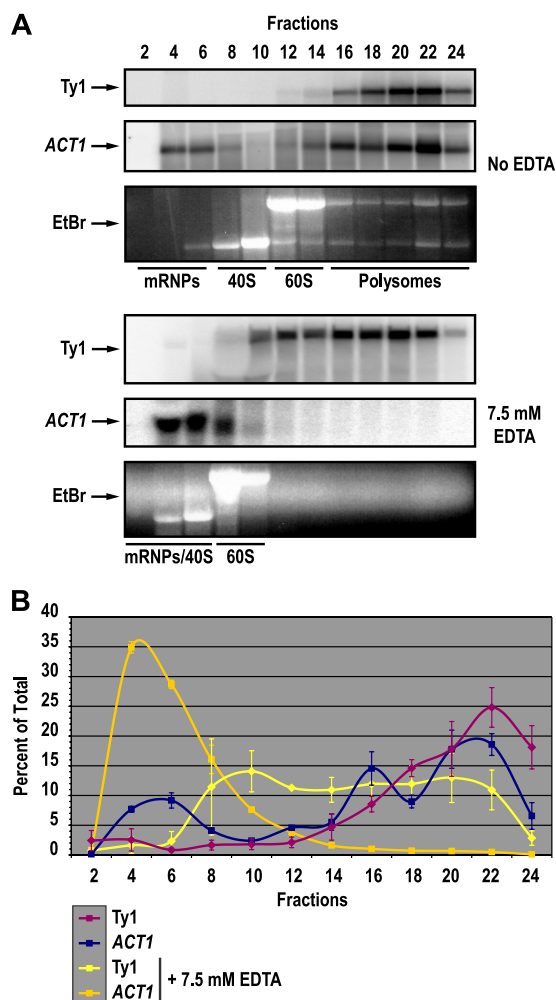 A
Fractions
2 4 6 8 10 12 14 16 18 20 22 24
Ty1
ACT1
No EDTA
EtBr
mRNPs 40S 60S Polysomes
Ty1
ACT1
7.5 mM
EDTA
EtBr
mRNPs/40S 60S
B
40
35
30
25
20
15
10
5
0
Percent of Total
2 4 6 8 10 12 14 16 18 20 22 24
Fractions
Ty1
ACT1
Ty1
ACT1
+ 7.5 mM EDTA